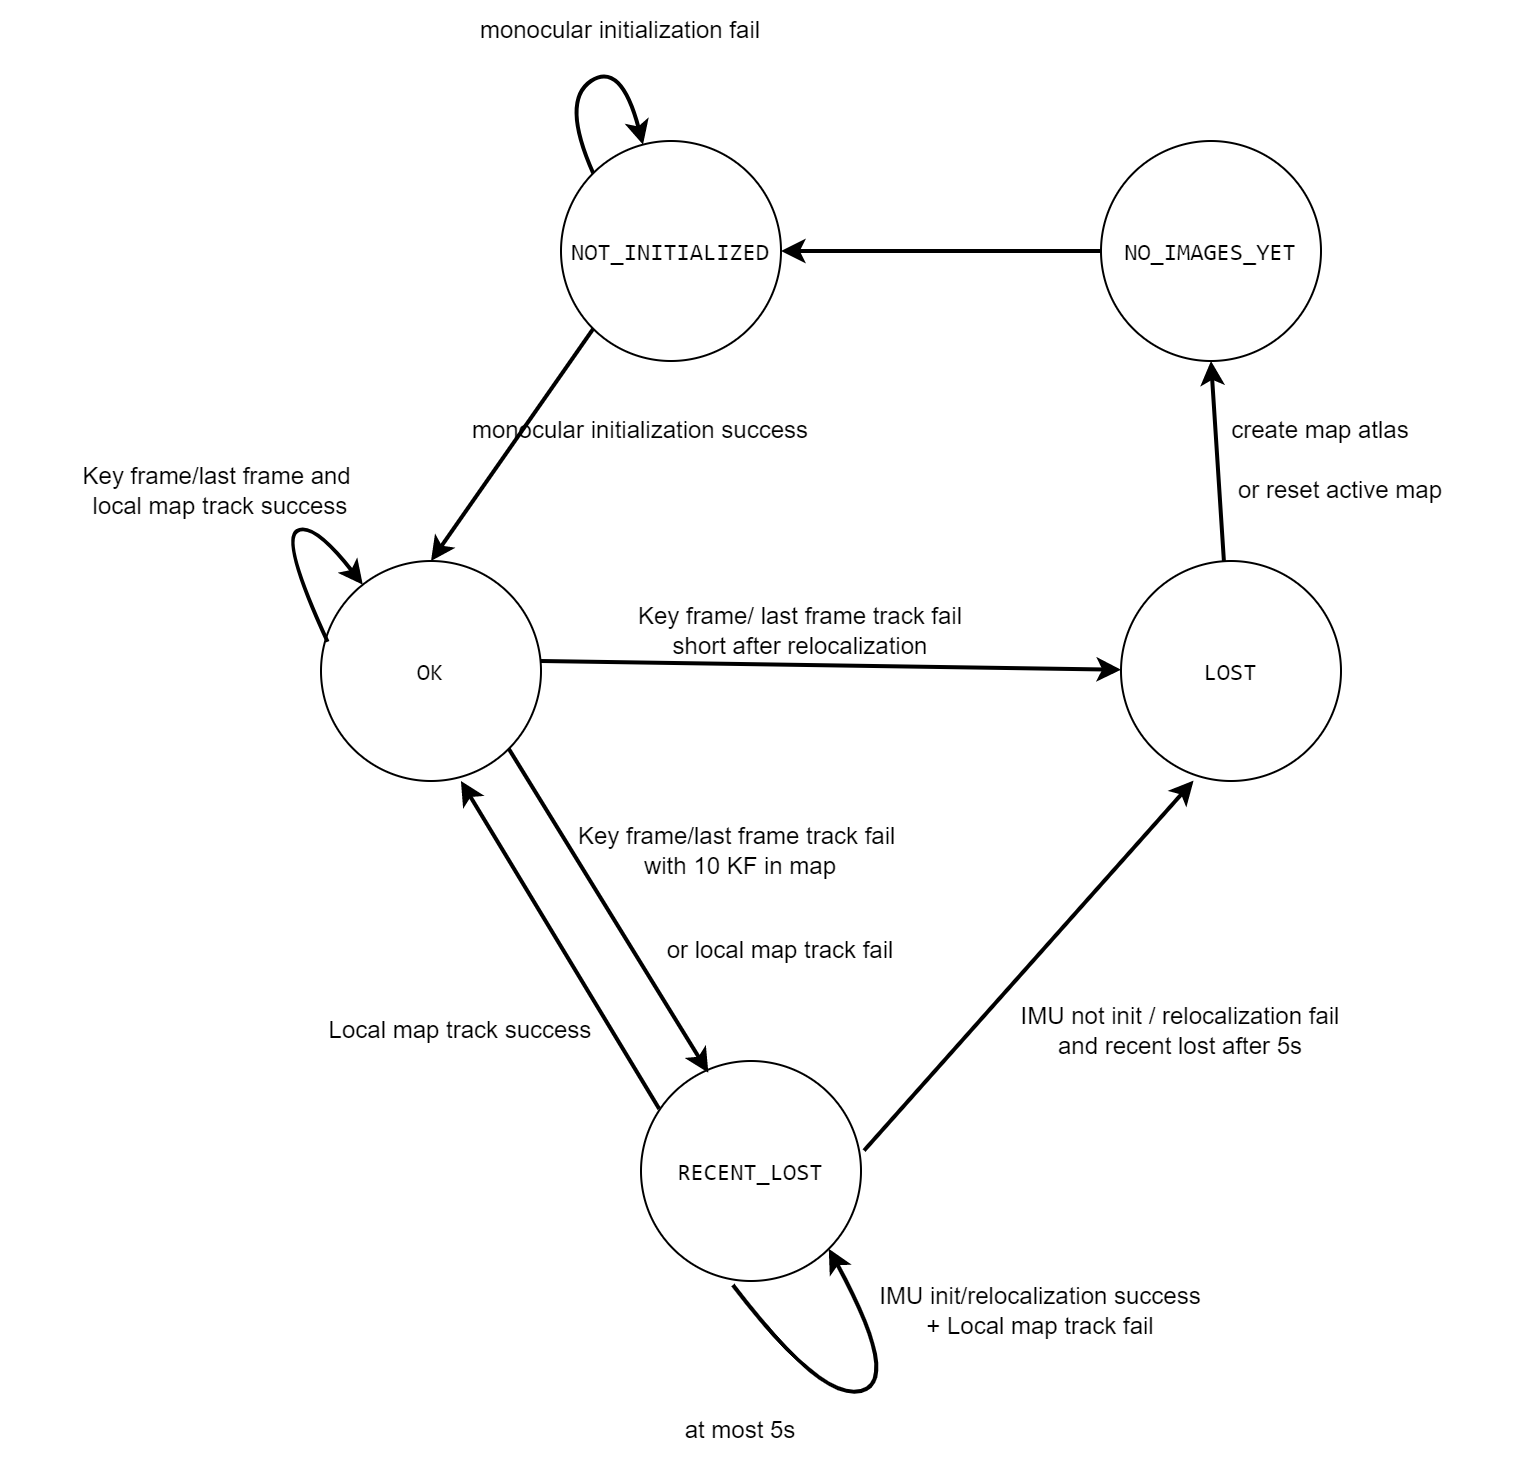 monocular initialization fail
NOT_INITIALIZED
NO_IMAGES_YET
monocular initialization success
create map atlas
or reset active map
Key frame/last frame and
local map track success
Key frame/ last frame track fail
short after relocalization
OK
LOST
Key frame/last frame track fail
with 10 KF in map
or local map track fail
Local map track success
IMU not init / relocalization fail
and recent lost after 5s
RECENT_LOST
IMU init/relocalization success
+ Local map track fail
at most 5s